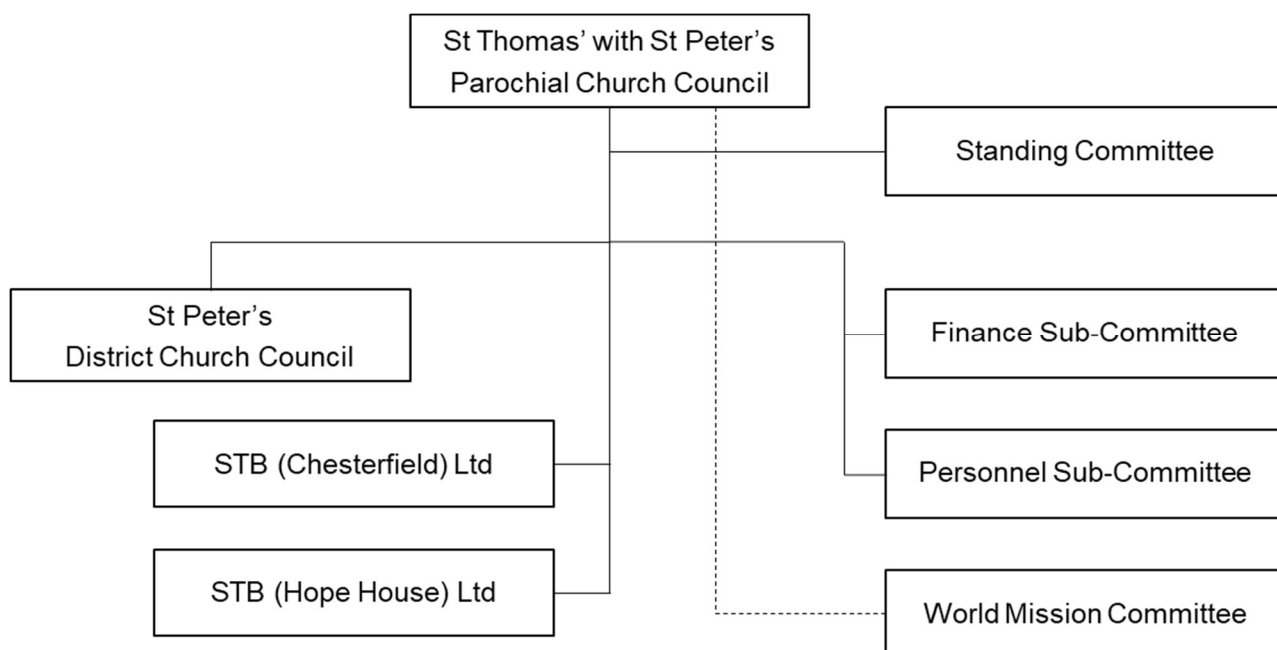 St Thomas’ with St Peter’s
Parochial Church Council
Standing Committee
St Peter’s
District Church Council
Finance Sub-Committee
STB (Chesterfield) Ltd
Personnel Sub-Committee
STB (Hope House) Ltd
World Mission Committee